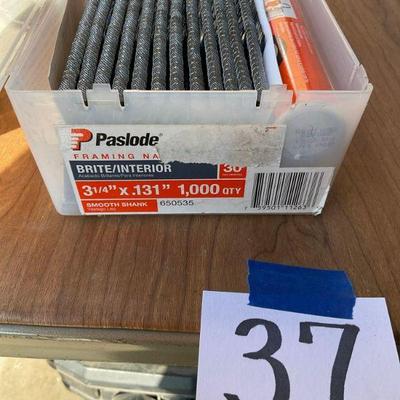 Paslode
FRAMING NA
BRITE/INTERIOR
30
3 1/4" x .131" 1,000 QTY
SMOOTH SHANK
650535
37